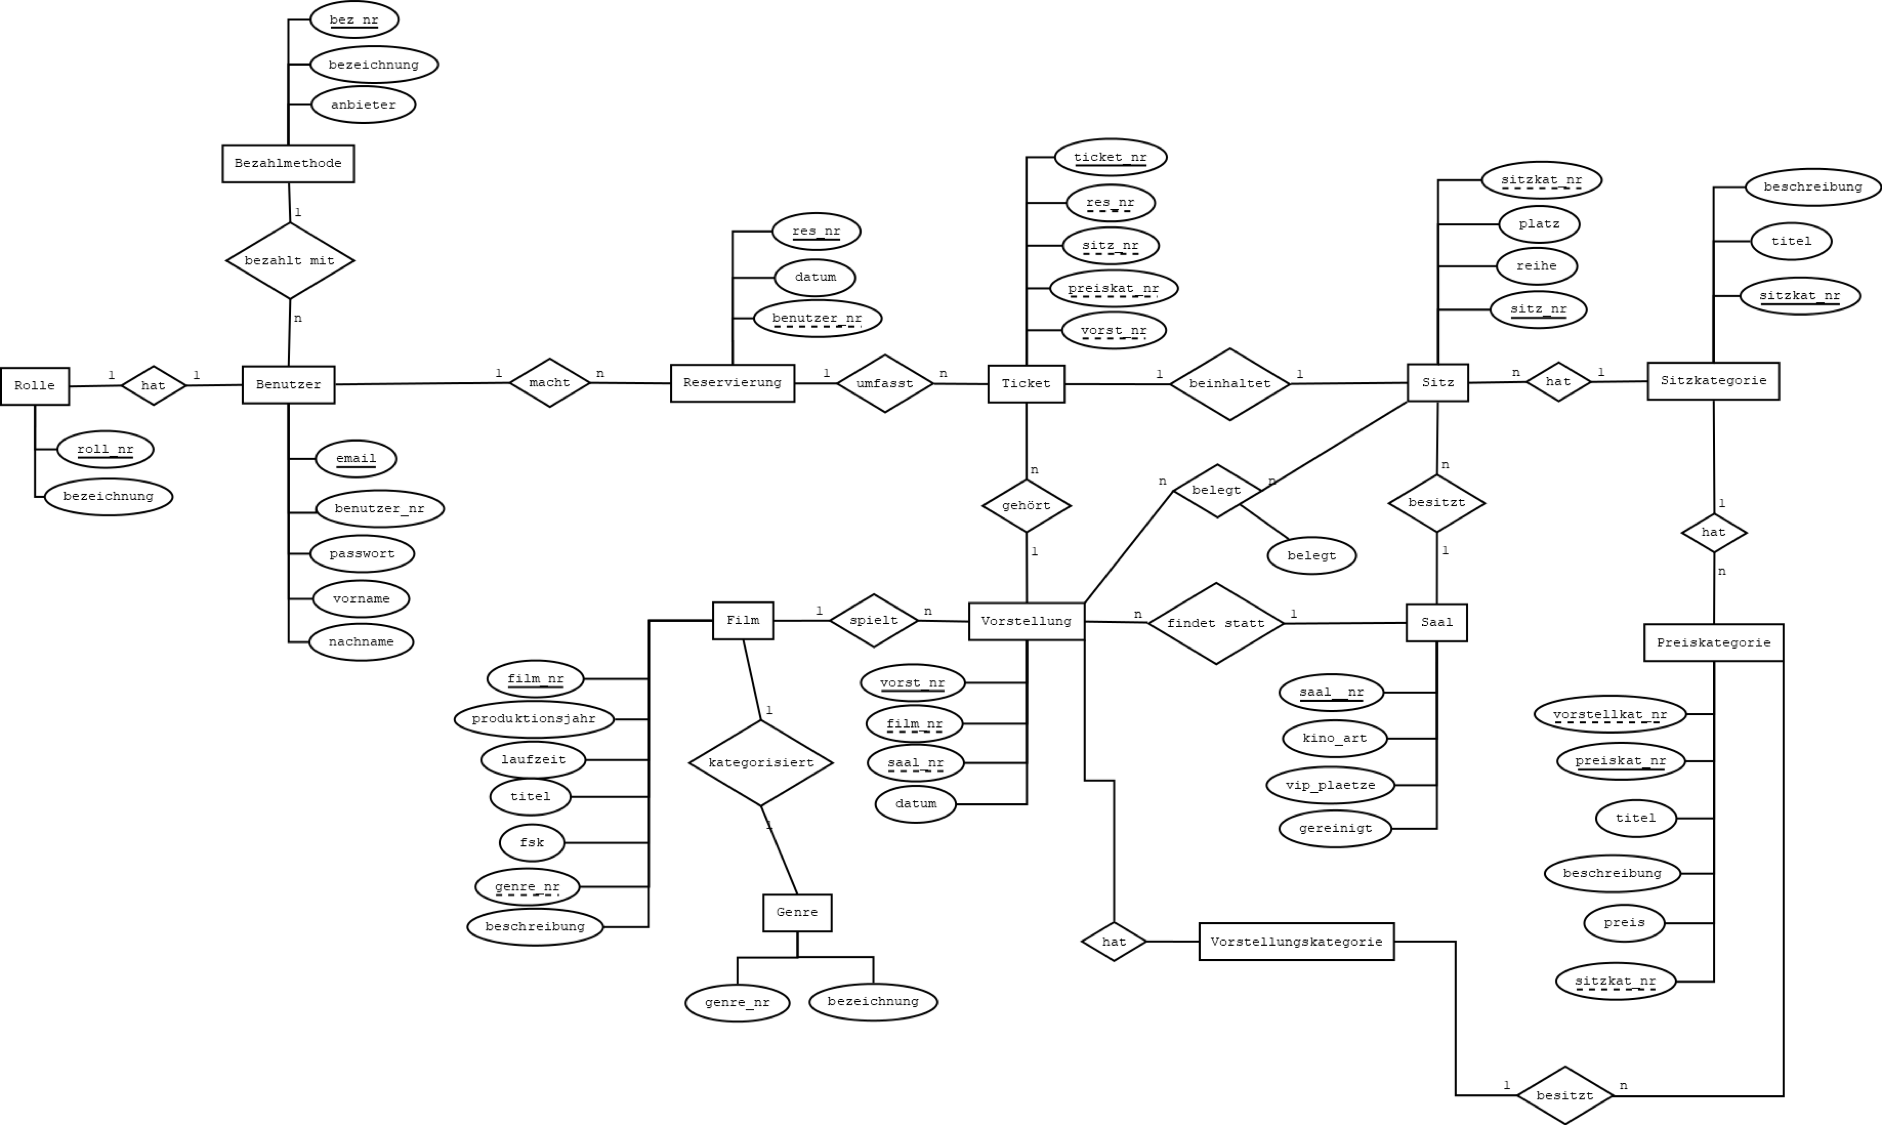 bez_nr
bezeichnung
anbieter
Bezahlmethode
1
bezahlt mit
n
Rolle
1
hat
1
Benutzer
roll_nr
bezeichnung
email
benutzer_nr
passwort
vorname
nachname
1
macht
n
res_nr
datum
benutzer_nr
Reservierung
1
umfasst
n
ticket_nr
res_nr
sitz_nr
preiskat_nr
vorst_nr
Ticket
1
beinhaltet
1
sitzkat_nr
platz
reihe
sitz_nr
Sitz
n
hat
1
beschreibung
titel
sitzkat_nr
Sitzkategorie
n
gehört
1
n
belegt
n
belegt
n
besitzt
1
1
hat
n
Film
1
spielt
n
Vorstellung
n
findet statt
1
Saal
Preiskategorie
film_nr
produktionsjahr
laufzeit
titel
fsk
genre_nr
beschreibung
1
kategorisiert
1
Genre
genre_nr
bezeichnung
vorst_nr
film_nr
saal_nr
datum
saal__nr
kino_art
vip_plaetze
gereinigt
vorstellkat_nr
preiskat_nr
titel
beschreibung
preis
sitzkat_nr
hat
Vorstellungskategorie
1
besitzt
n